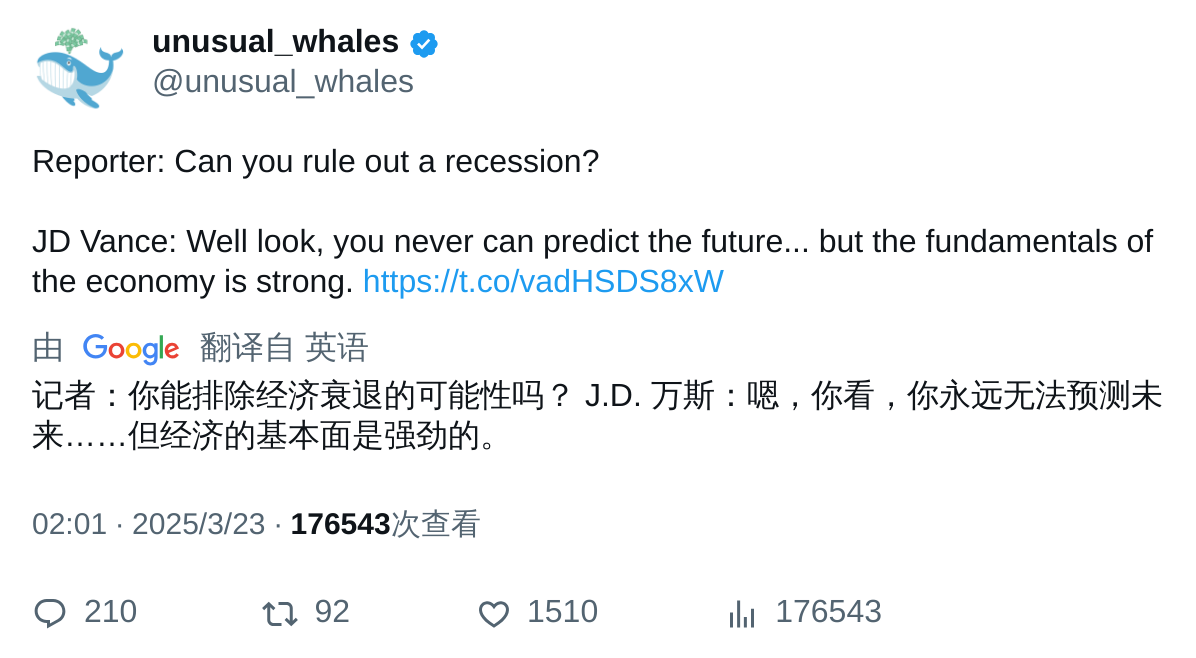 unusual_whales
@unusual_whales
Reporter: Can you rule out a recession?
JD Vance: Well look, you never can predict the future... but the fundamentals of
the economy is strong. https://t.co/vadHSDS8xW
由 Google 翻译自 英语
记者：你能排除经济衰退的可能性吗？ J.D. 万斯：嗯，你看，你永远无法预测未
来……但经济的基本面是强劲的。
02:01 · 2025/3/23 · 176543次查看
210 92 1510 176543